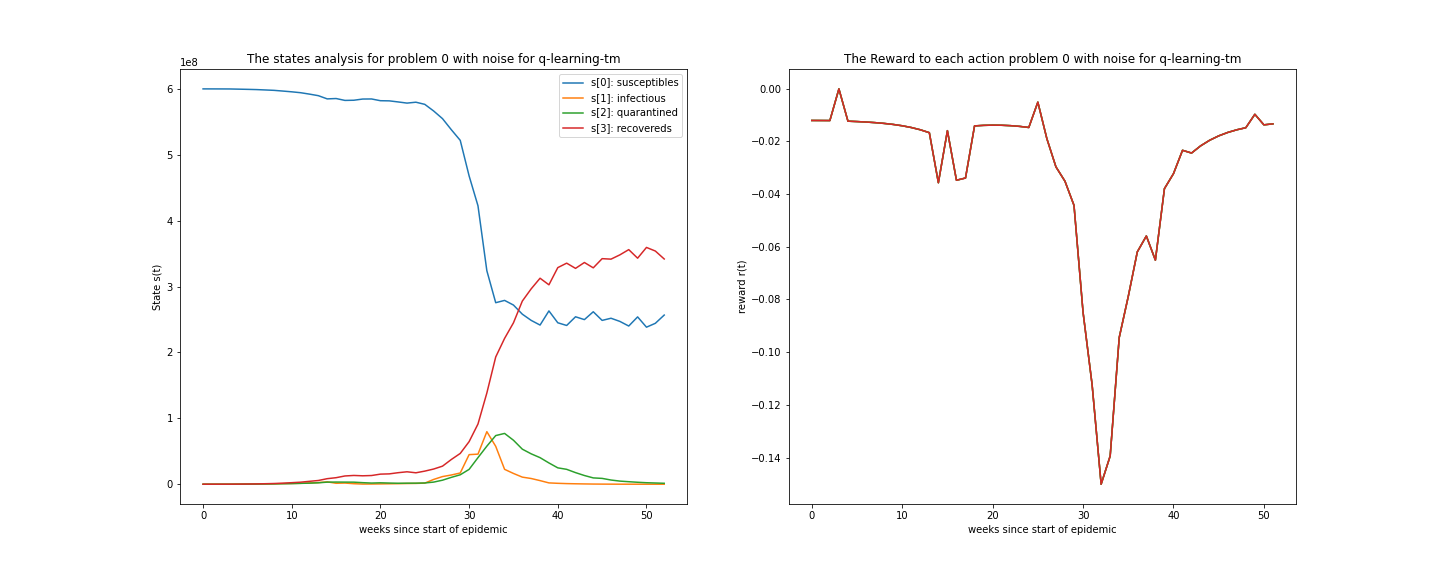 The states analysis for problem 0 with noise for q-learning-tm
1e8
6
5
4
3
2
1
0
State s(t)
s[0]: susceptibles
s[1]: infectious
s[2]: quarantined
s[3]: recovereds
0 10 20 30 40 50
weeks since start of epidemic
The Reward to each action problem 0 with noise for q-learning-tm
0.00
−0.02
−0.04
−0.06
−0.08
−0.10
−0.12
−0.14
reward r(t)
0 10 20 30 40 50
weeks since start of epidemic